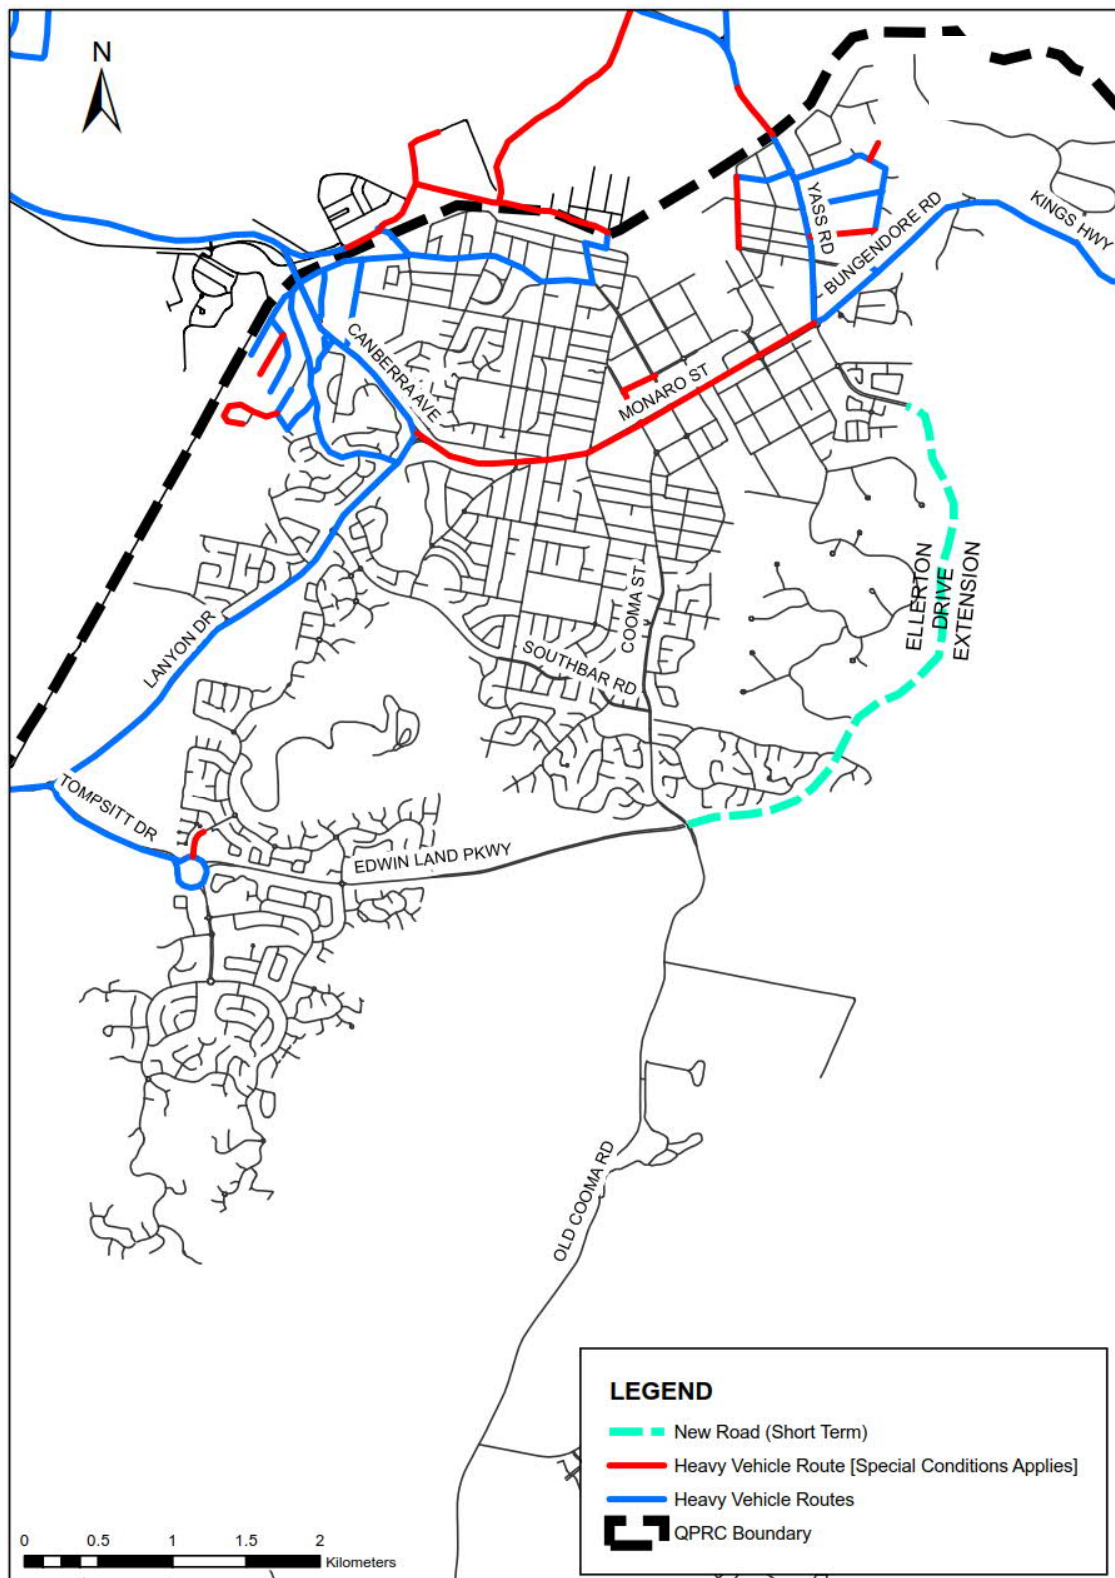 N
YASS RD
BUNGENDORE RD
KINGS HWY
CANBERRA AVE
MONARO ST
ELLERTON
DRIVE
EXTENSION
COOMA ST
SOUTHBAR RD
LANYON DR
TOMPSITT DR
EDWIN LAND PKWY
OLD COOMA RD
LEGEND
New Road (Short Term)
Heavy Vehicle Route [Special Conditions Applies]
Heavy Vehicle Routes
QPRC Boundary
0 0.5 1 1.5 2
Kilometers